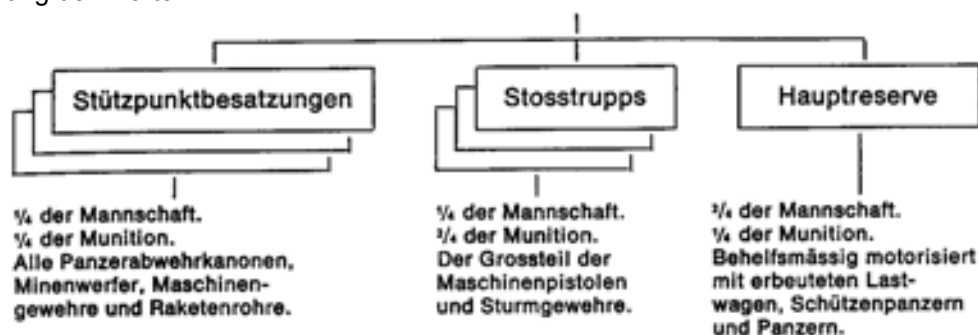 Stützpunktbesatzungen
Stosstrupps
Hauptreserve
¼ der Mannschaft.
¼ der Munition.
Alle Panzerabwehrkanonen,
Minenwerfer, Maschinen-
gewehre und Raketenrohre.
¼ der Mannschaft.
²/₄ der Munition.
Der Grossteil der
Maschinenpistolen
und Sturmgewehre.
²/₄ der Mannschaft.
¼ der Munition.
Behelfsmässig motorisiert
mit erbeuteten Last-
wagen, Schützenpanzern
und Panzern.